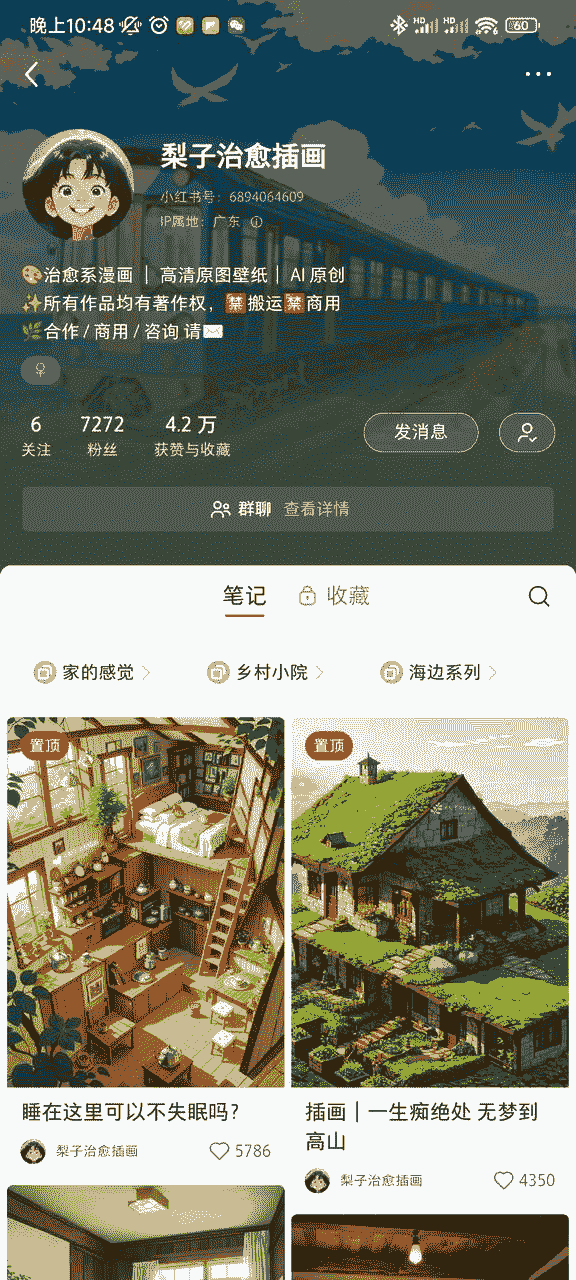 晚上10:48
HD HD 60
梨子治愈插画
小红书号：6894064609
IP属地：广东
🎨治愈系漫画 ｜ 高清原图壁纸｜ AI 原创
✨所有作品均有著作权，🈲搬运🈲商用
🌿合作 / 商用 / 咨询 请✉️
♀
6 7272 4.2 万
关注 粉丝 获赞与收藏
发消息
群聊 查看详情
笔记 收藏
家的感觉 乡村小院 海边系列
置顶
睡在这里可以不失眠吗?
梨子治愈插画 5786
置顶
插画｜一生痴绝处 无梦到
高山
梨子治愈插画 4350